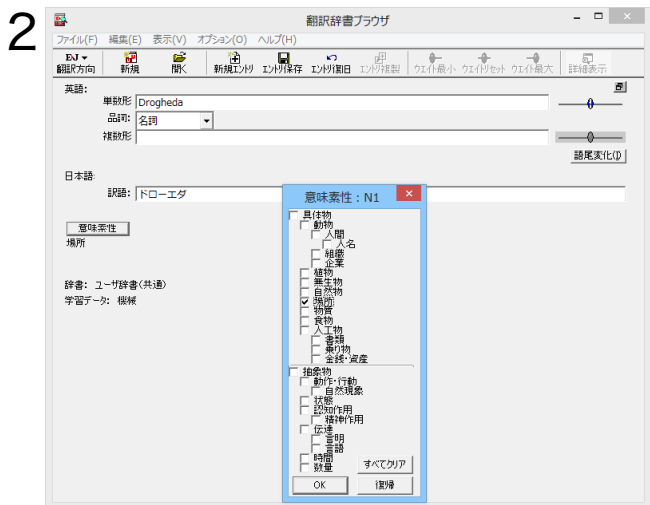 2
翻訳辞書ブラウザ
ファイル(F) 編集(E) 表示(V) オプション(O) ヘルプ(H)
E›J
翻訳方向 新規 開く 新規エントリ エントリ保存 エントリ復旧 エントリ複製 ウエイト最小 ウエイトリセット ウエイト最大 詳細表示
英語:
単数形 Drogheda
品詞: 名詞
複数形
語尾変化(I)
日本語:
訳語: ドローエダ
意味素性
場所
辞書: ユーザ辞書(共通)
学習データ: 機械
意味素性:N1
具体物
動物
人間
人名
組織
企業
植物
無生物
自然物
場所
物質
食物
人工物
書類
乗り物
金銭・資産
抽象物
動作・行動
自然現象
状態
認知作用
精神作用
伝達
言明
言語
時間
数量
すべてクリア
OK 復帰